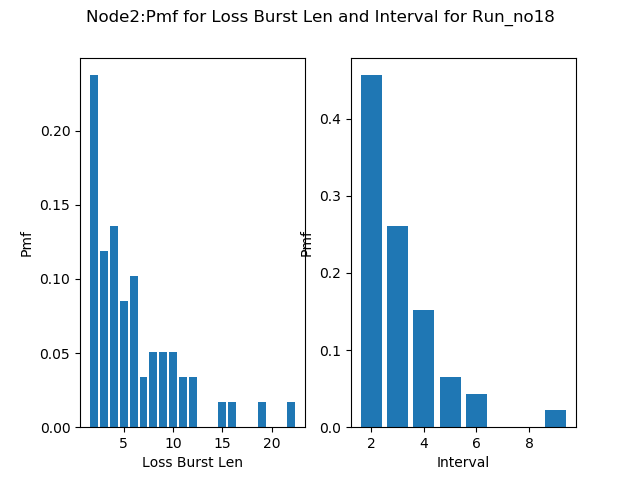 Node2:Pmf for Loss Burst Len and Interval for Run_no18
Pmf
0.20
0.15
0.10
0.05
0.00
5 10 15 20
Loss Burst Len
Pmf
0.4
0.3
0.2
0.1
0.0
2 4 6 8
Interval